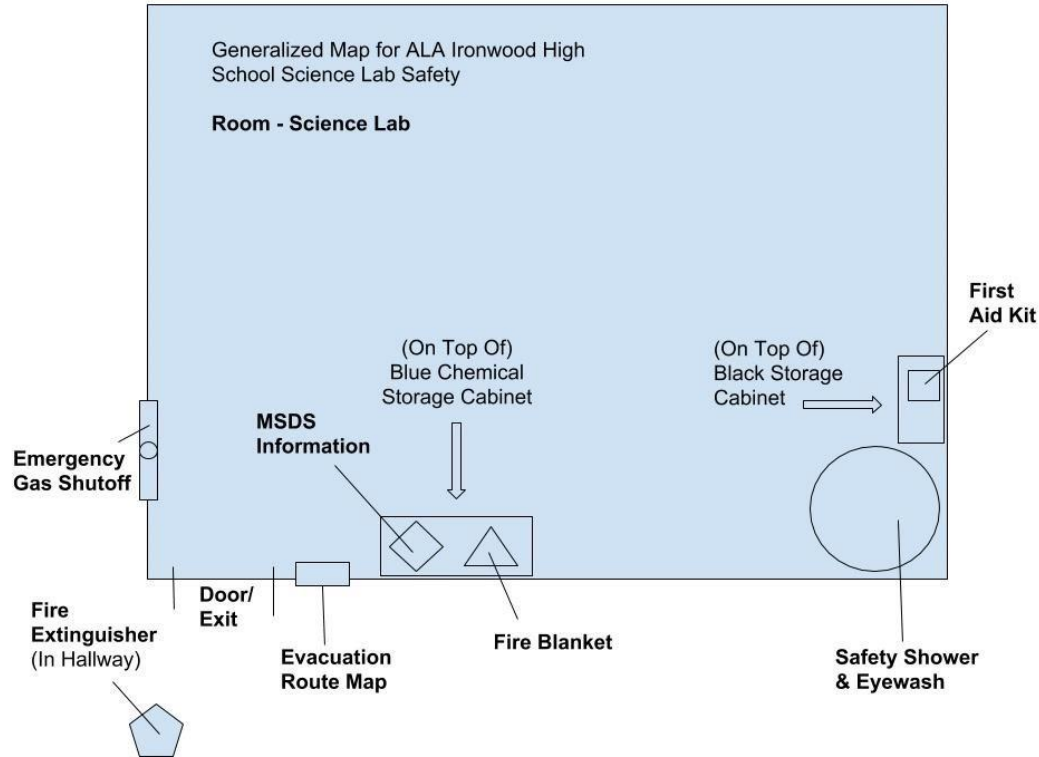 Generalized Map for ALA Ironwood High
School Science Lab Safety
Room - Science Lab
First
Aid Kit
(On Top Of)
Blue Chemical
Storage Cabinet
(On Top Of)
Black Storage
Cabinet
MSDS
Information
Emergency
Gas Shutoff
Door/
Exit
Fire
Extinguisher
(In Hallway)
Evacuation
Route Map
Fire Blanket
Safety Shower
& Eyewash